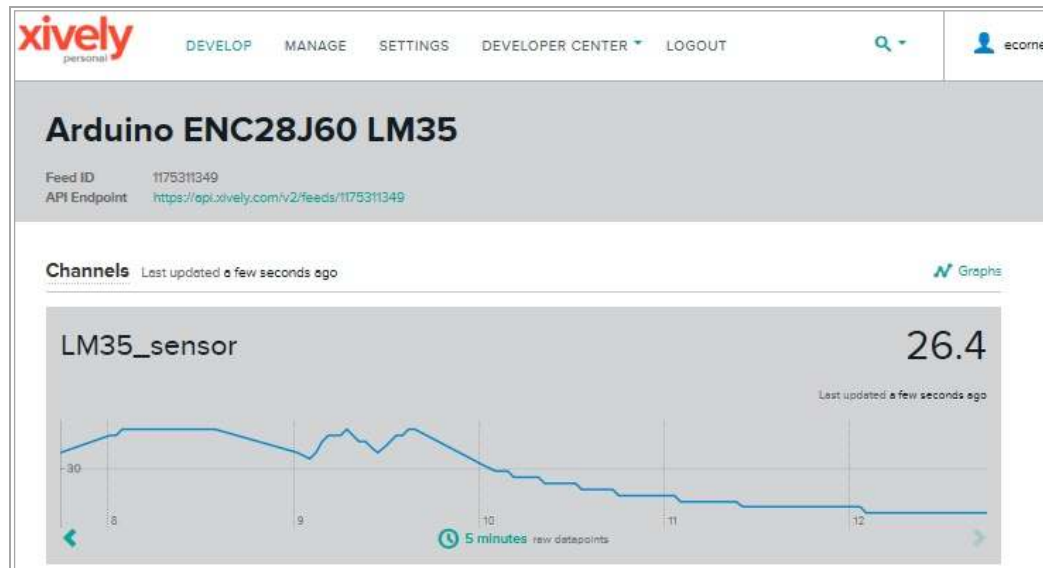 xively
personal
DEVELOP MANAGE SETTINGS DEVELOPER CENTER LOGOUT ecorne
Arduino ENC28J60 LM35
Feed ID 1175311349
API Endpoint https://api.xively.com/v2/feeds/1175311349
Channels Last updated a few seconds ago Graphs
LM35_sensor 26.4
Last updated a few seconds ago
30
8 9 10 11 12
5 minutes raw datapoints